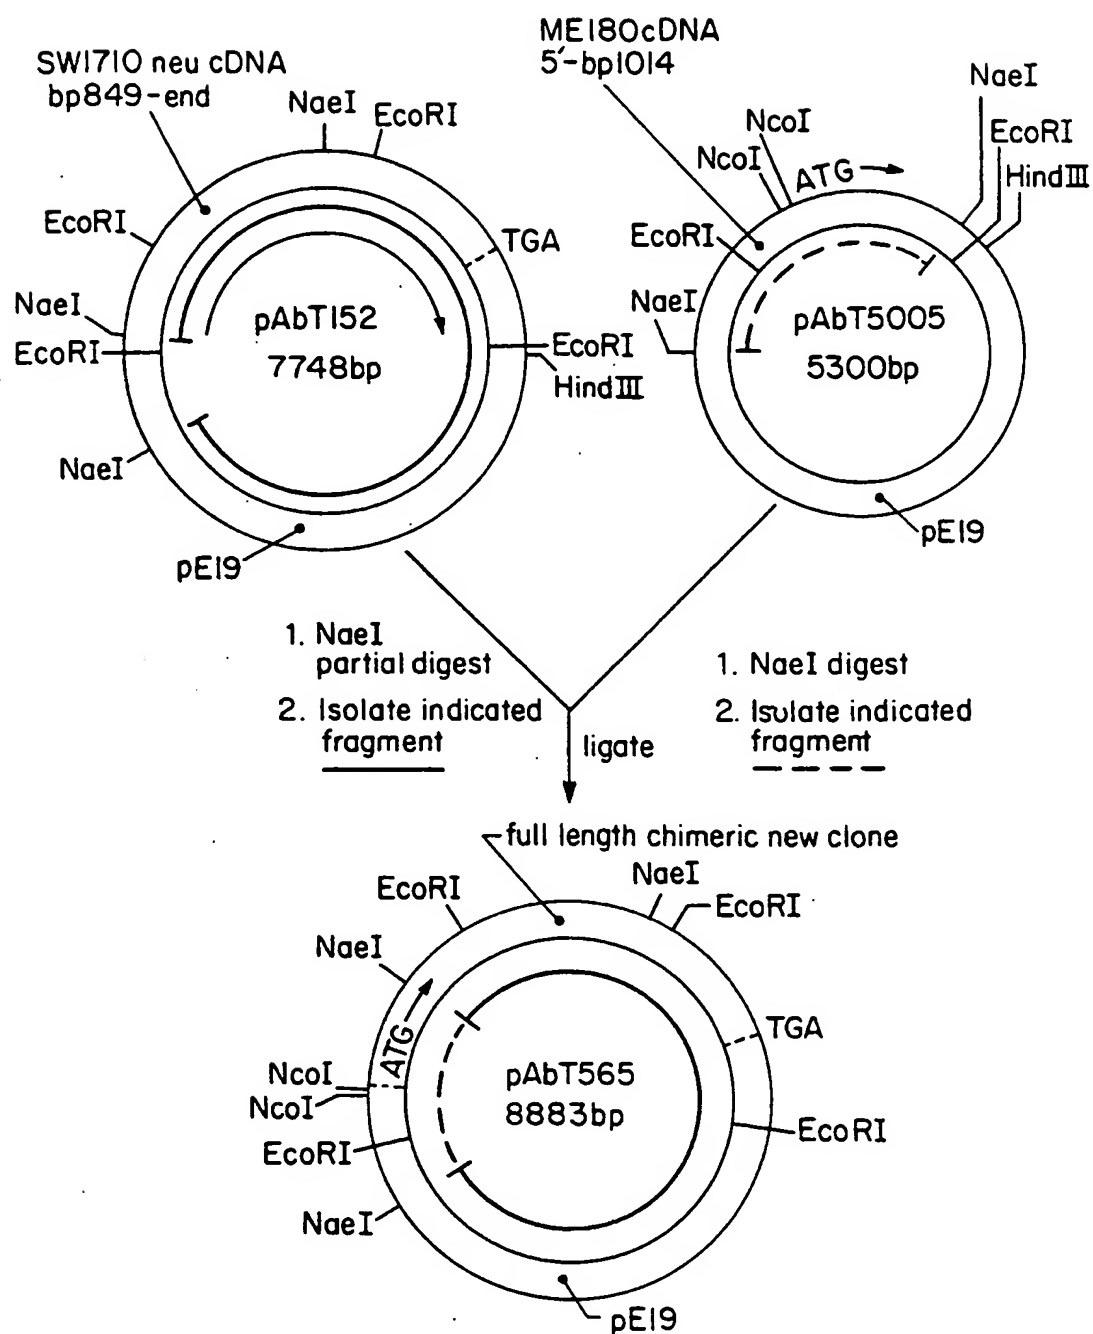 SW1710 neu cDNA
bp849-end
NaeI
EcoRI
EcoRI
NaeI
EcoRI
NaeI
TGA
EcoRI
HindIII
pAbT152
7748bp
pE19
ME180cDNA
5'-bp1014
NcoI
NcoI
ATG
NaeI
EcoRI
HindIII
EcoRI
NaeI
pAbT5005
5300bp
pE19
1. NaeI
partial digest
2. Isolate indicated
fragment
1. NaeI digest
2. Isolate indicated
fragment
ligate
full length chimeric new clone
NaeI
EcoRI
EcoRI
NaeI
ATG
NcoI
NcoI
EcoRI
NaeI
TGA
EcoRI
pAbT565
8883bp
pE19